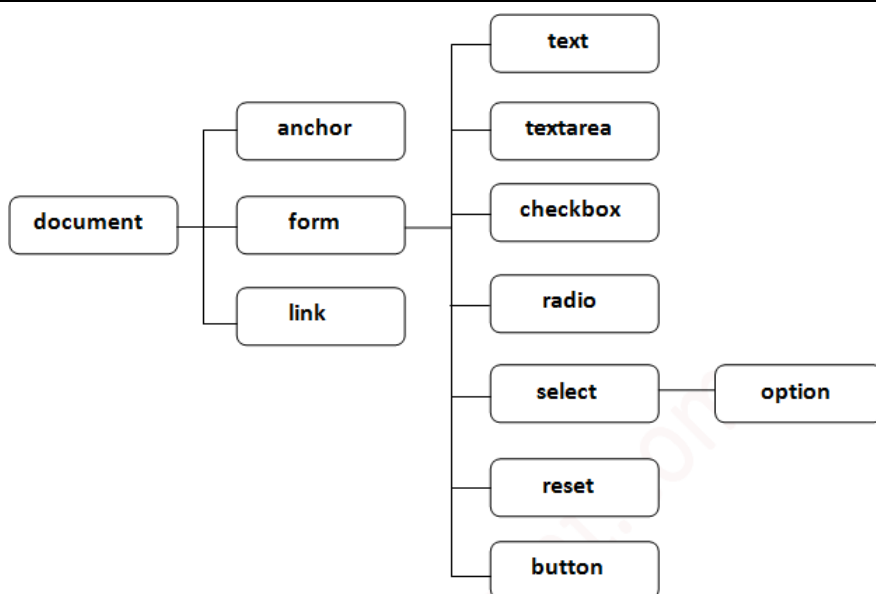 document
anchor
form
link
text
textarea
checkbox
radio
select
option
reset
button